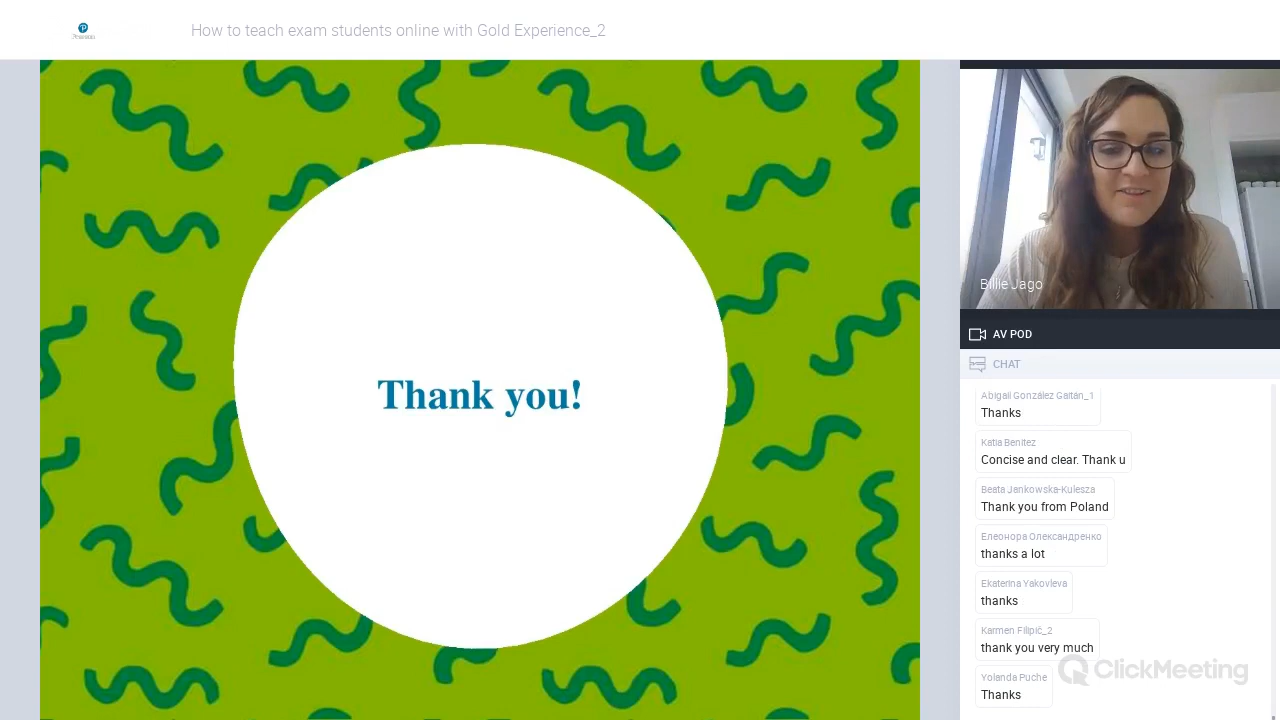 How to teach exam students online with Gold Experience_2
Thank you!
Billie Jago
AV POD
CHAT
Abigail González Gaitán_1
Thanks
Katia Benitez
Concise and clear. Thank u
Beata Jankowska-Kulesza
Thank you from Poland
Елеонора Олександренко
thanks a lot
Ekaterina Yakovleva
thanks
Karmen Filipič_2
thank you very much
Yolanda Puche
Thanks
ClickMeeting